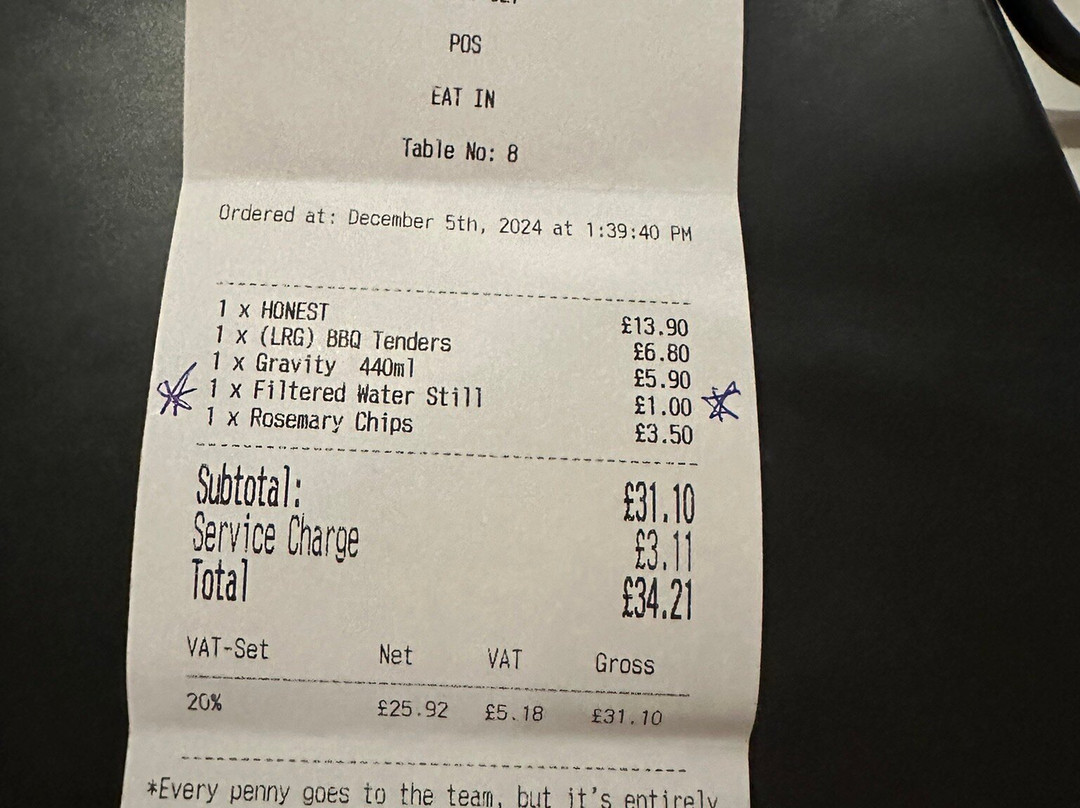 POS
EAT IN
Table No: 8
Ordered at: December 5th, 2024 at 1:39:40 PM
1 x HONEST £13.90
1 x (LRG) BBQ Tenders £6.80
1 x Gravity 440ml £5.90
1 x Filtered Water Still £1.00
1 x Rosemary Chips £3.50
Subtotal: £31.10
Service Charge £3.11
Total £34.21
VAT-Set Net VAT Gross
20% £25.92 £5.18 £31.10
*Every penny goes to the team, but it's entirely